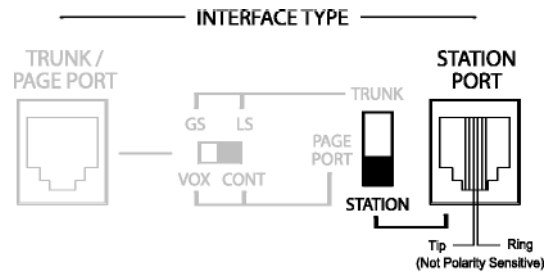 INTERFACE TYPE
TRUNK /
PAGE PORT
STATION
PORT
TRUNK
GS LS
PAGE
PORT
VOX CONT
STATION
Tip Ring
(Not Polarity Sensitive)